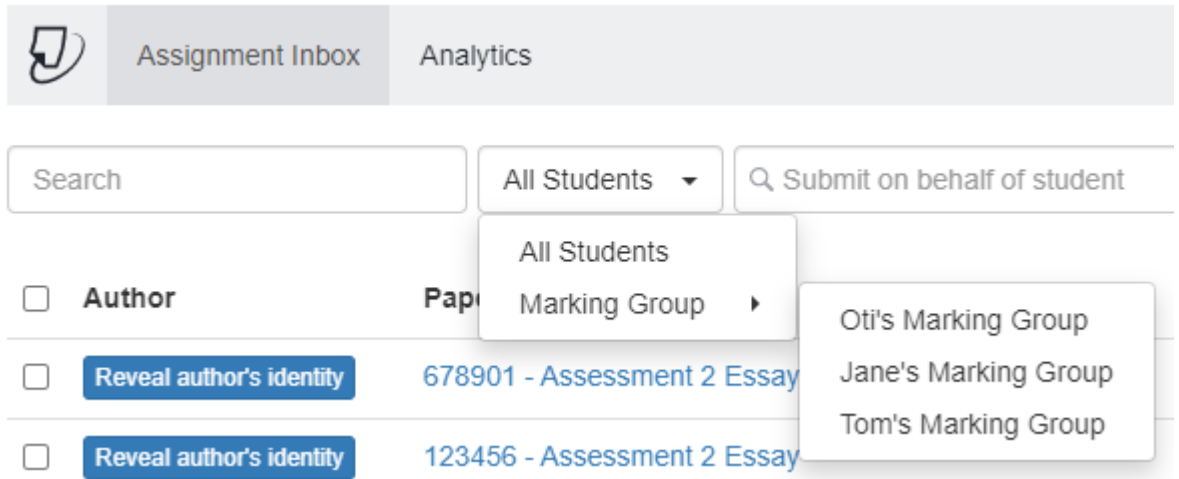 Assignment Inbox Analytics
Search All Students Submit on behalf of student
All Students
Marking Group
Oti's Marking Group
Jane's Marking Group
Tom's Marking Group
Author
Reveal author's identity 678901 - Assessment 2 Essay
Reveal author's identity 123456 - Assessment 2 Essay